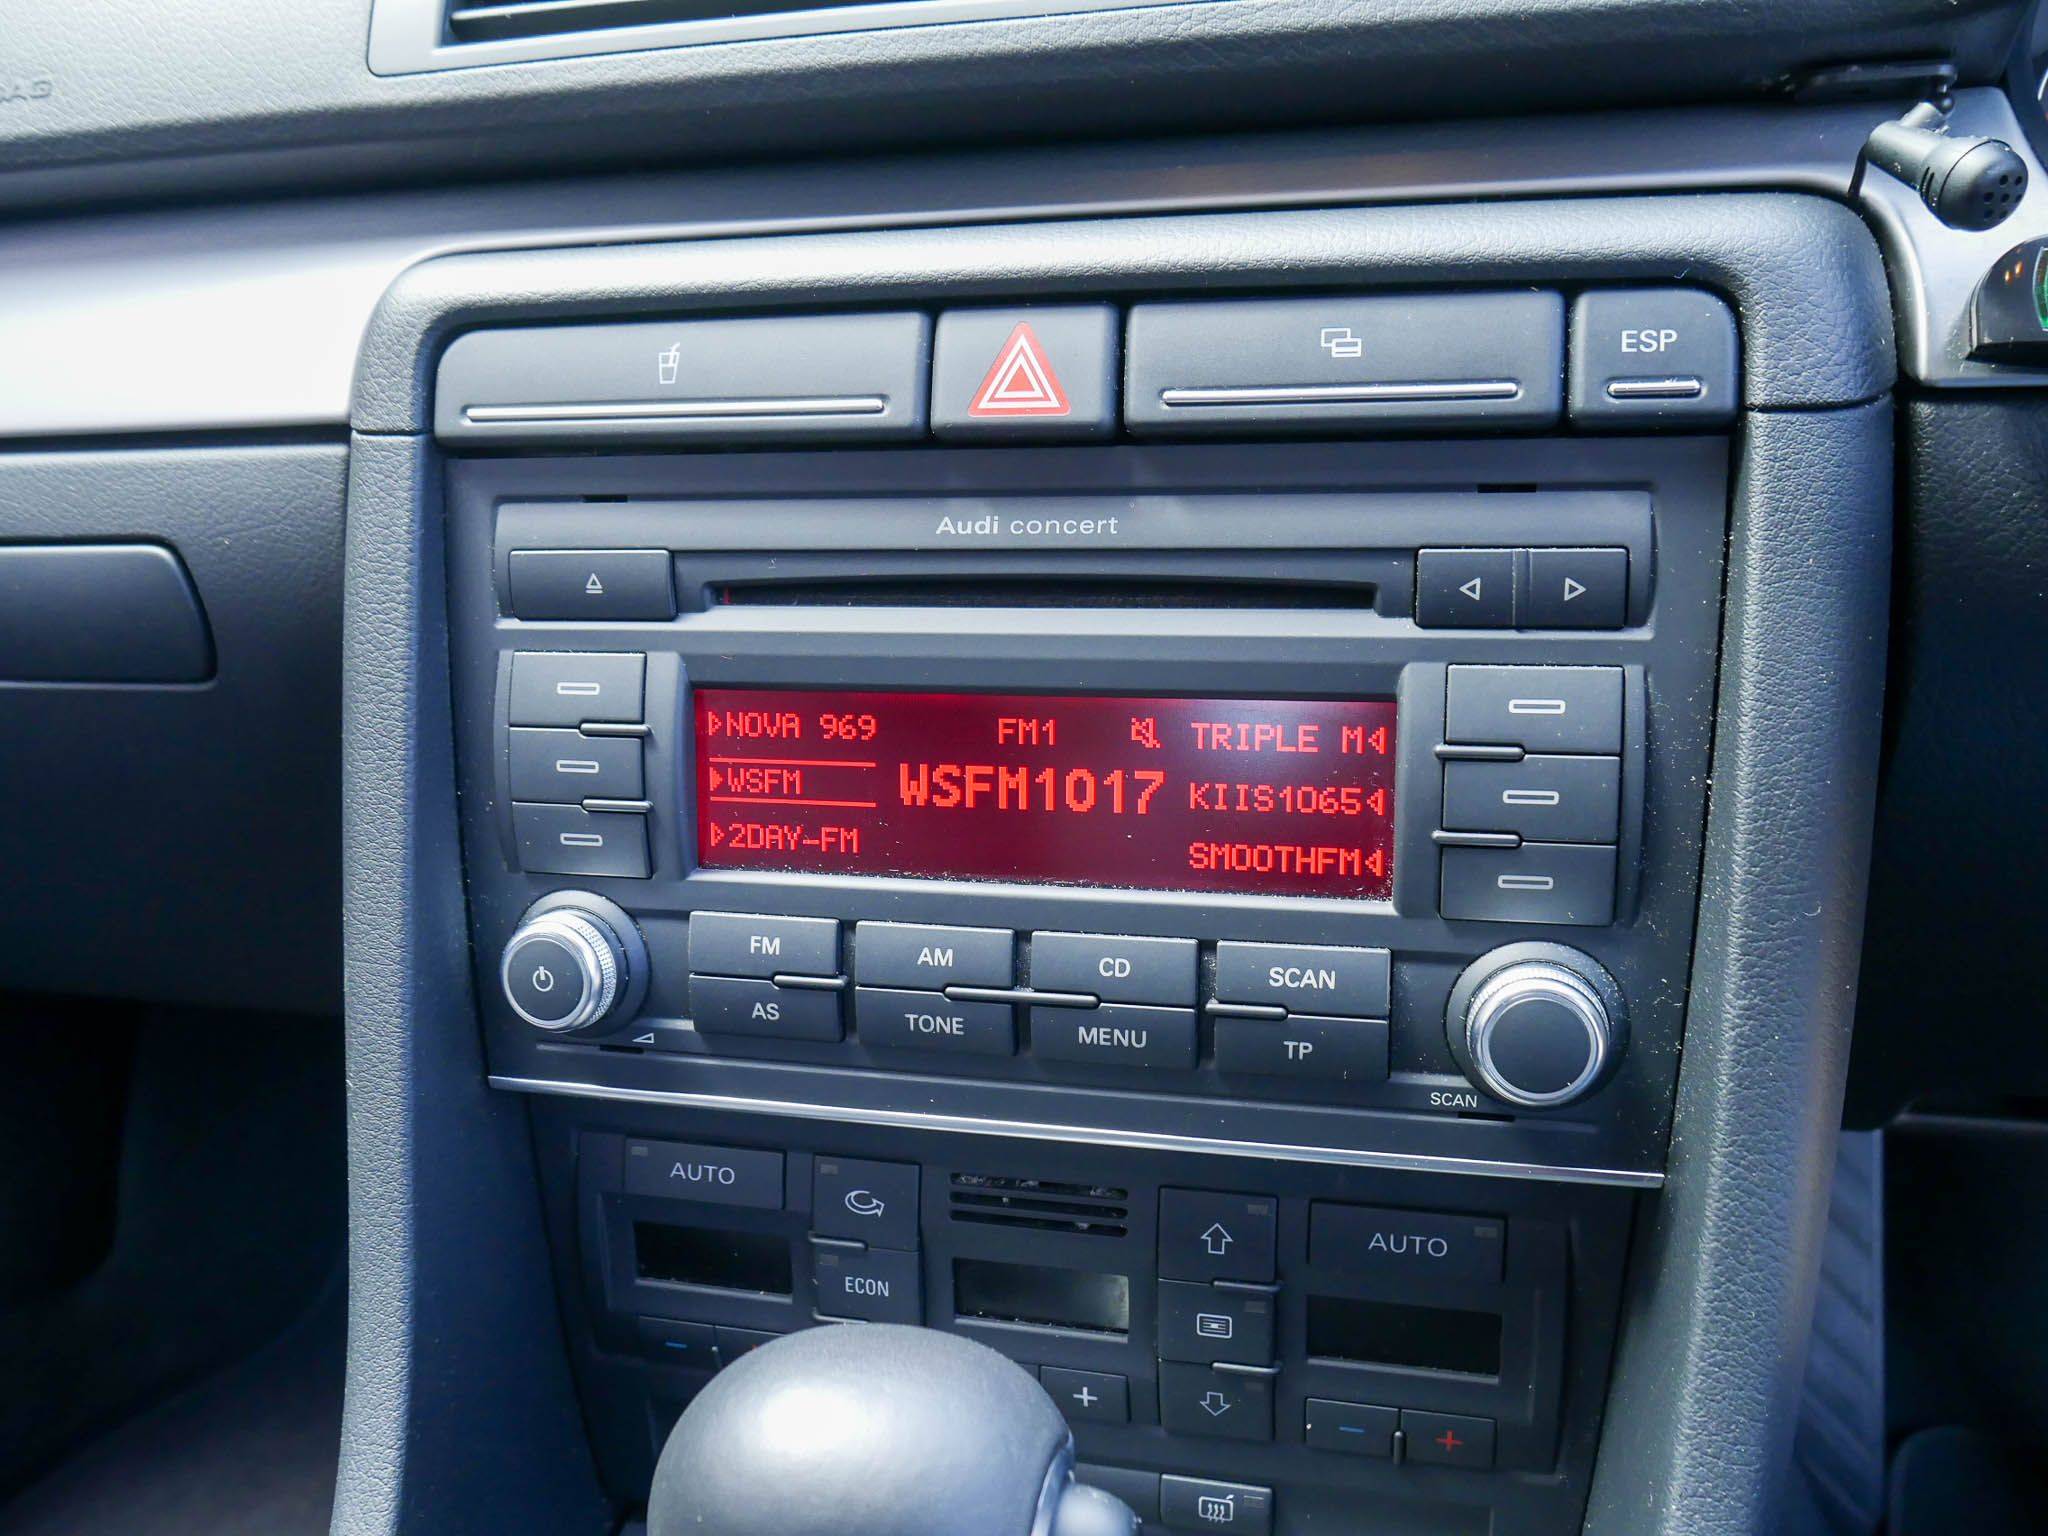 ESP
Audi concert
NOVA 969
FM1
TRIPLE M
WSFM
WSFM1017
KIIS1065
2DAY-FM
SMOOTHFM
FM
AM
CD
SCAN
AS
TONE
MENU
TP
SCAN
AUTO
AUTO
ECON